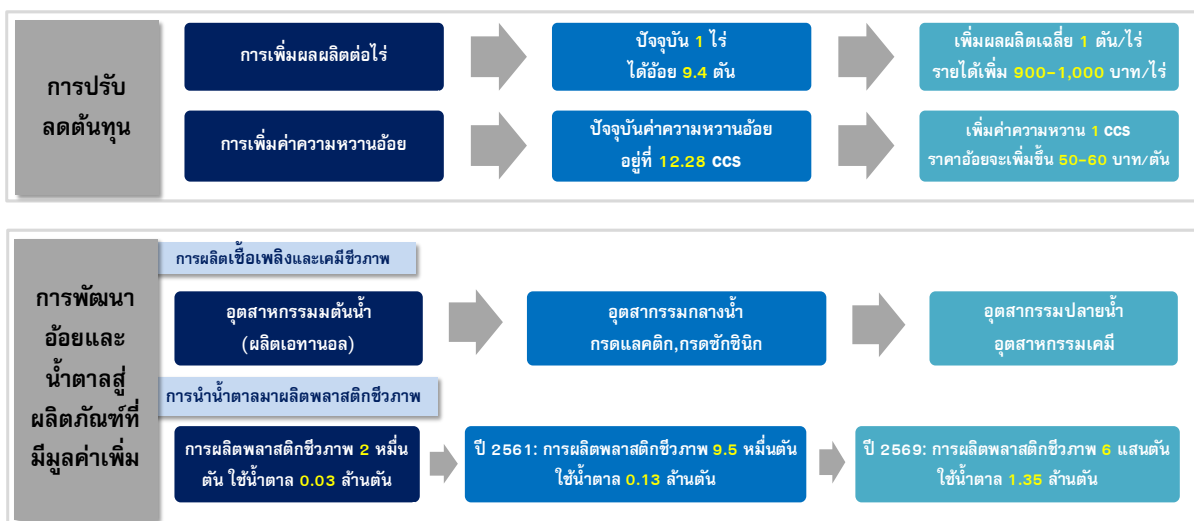 การปรับ
ลดต้นทุน
การเพิ่มผลผลิตต่อไร่
ปัจจุบัน 1 ไร่
ได้อ้อย 9.4 ตัน
เพิ่มผลผลิตเฉลี่ย 1 ตัน/ไร่
รายได้เพิ่ม 900-1,000 บาท/ไร่
การเพิ่มค่าความหวานอ้อย
ปัจจุบันค่าความหวานอ้อย
อยู่ที่ 12.28 CCS
เพิ่มค่าความหวาน 1 CCS
ราคาอ้อยจะเพิ่มขึ้น 50-60 บาท/ตัน
การพัฒนา
อ้อยและ
น้ำตาลสู่
ผลิตภัณฑ์ที่
มีมูลค่าเพิ่ม
การผลิตเชื้อเพลิงและเคมีชีวภาพ
อุตสาหกรรมมต้นน้ำ
(ผลิตเอทานอล)
อุตสากรรมกลางน้ำ
กรดแลคติก,กรดซักซินิก
อุตสากรรมปลายน้ำ
อุตสาหกรรมเคมี
การนำน้ำตาลมาผลิตพลาสติกชีวภาพ
การผลิตพลาสติกชีวภาพ 2 หมื่น
ตัน ใช้น้ำตาล 0.03 ล้านตัน
ปี 2561: การผลิตพลาสติกชีวภาพ 9.5 หมื่นตัน
ใช้น้ำตาล 0.13 ล้านตัน
ปี 2569: การผลิตพลาสติกชีวภาพ 6 แสนตัน
ใช้น้ำตาล 1.35 ล้านตัน